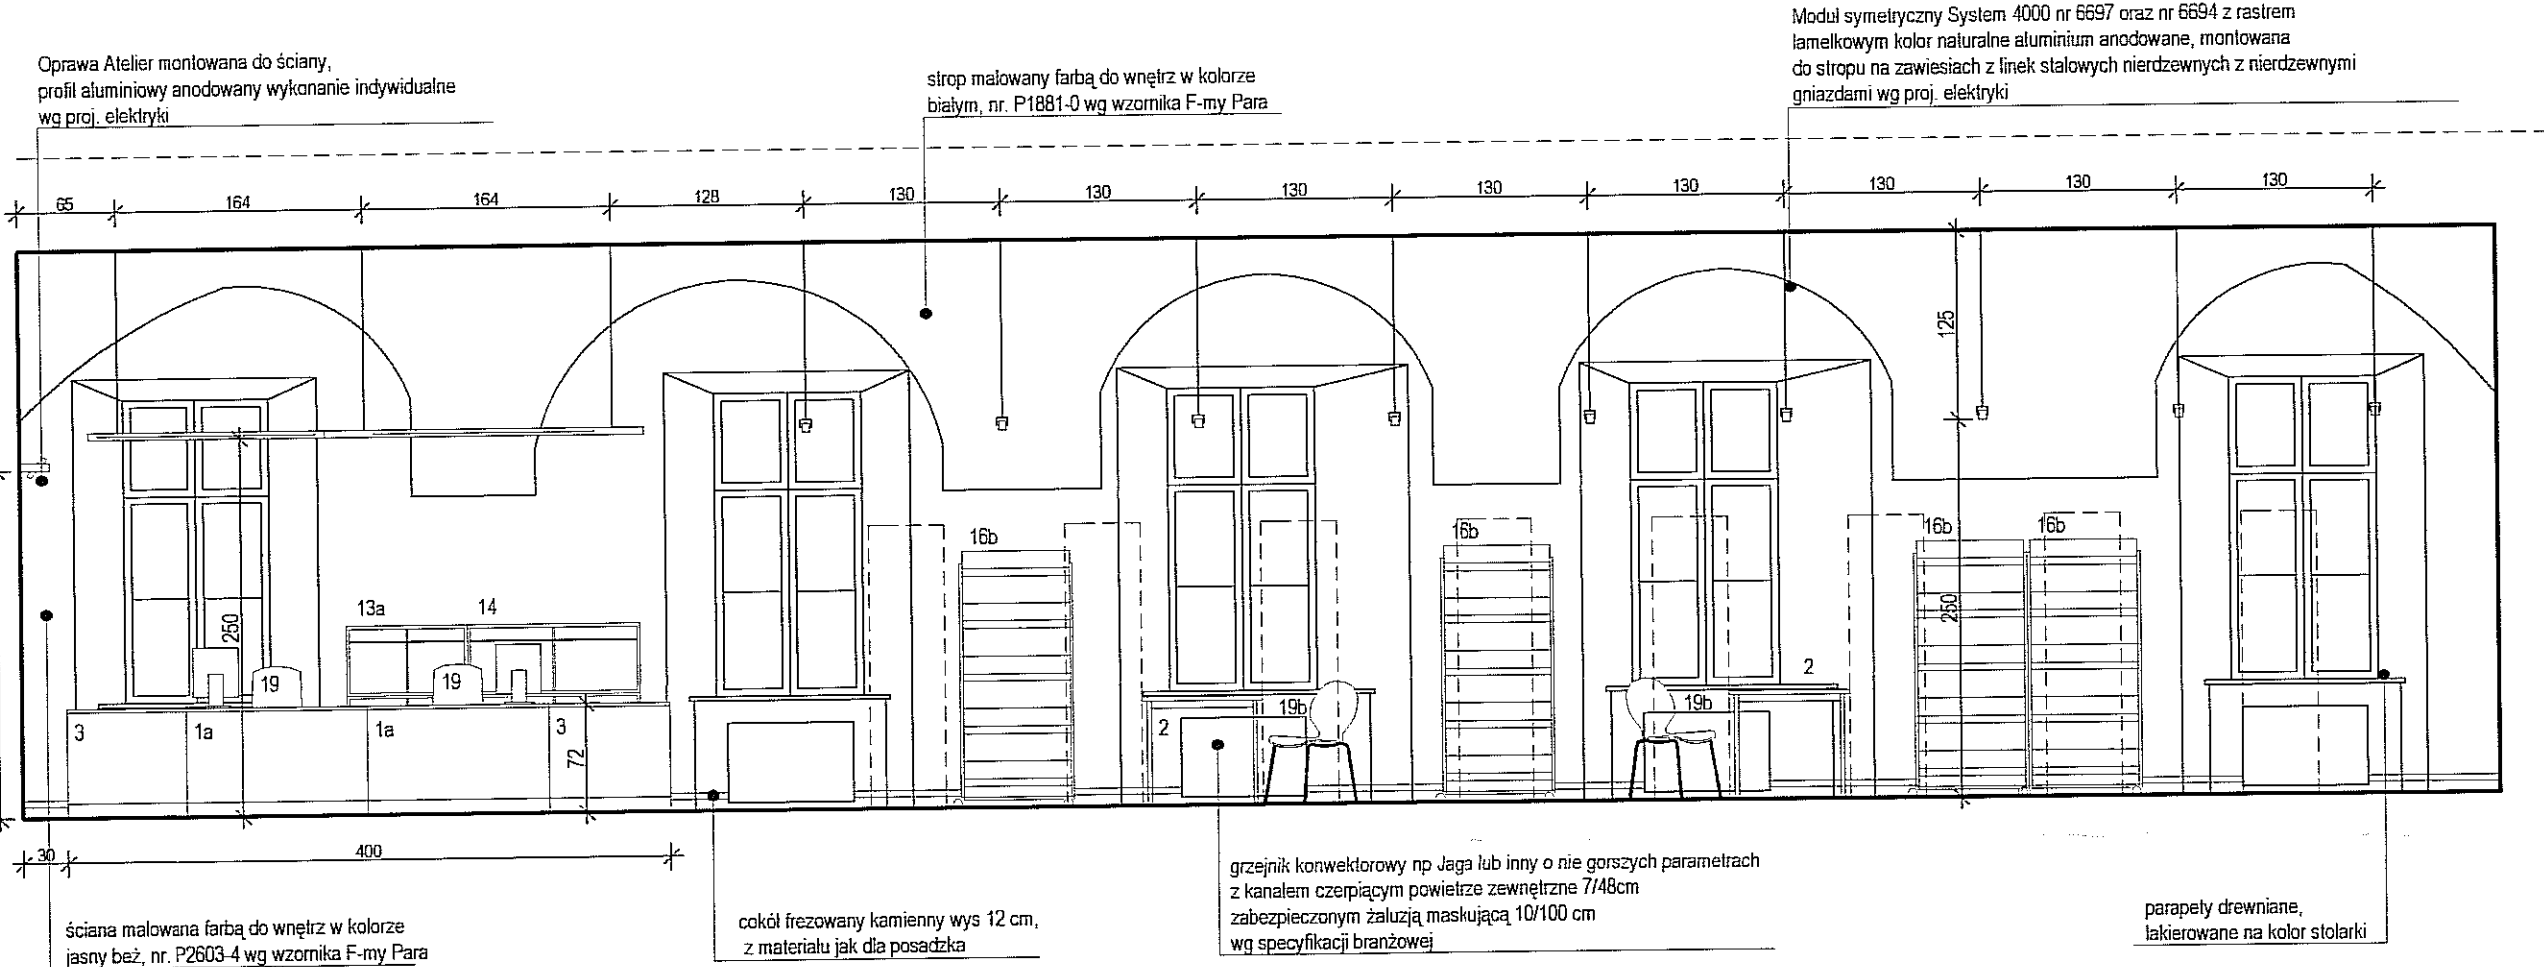 Oprawa Atelier montowana do ściany,
profil aluminiowy anodowany wykonanie indywidualne
wg proj. elektryki
strop malowany farbą do wnętrz w kolorze
białym, nr. P1881-0 wg wzornika F-my Para
Moduł symetryczny System 4000 nr 6697 oraz nr 6694 z rastrem
lamelkowym kolor naturalne aluminium anodowane, montowana
do stropu na zawiesiach z linek stalowych nierdzewnych z nierdzewnymi
gniazdami wg proj. elektryki
65 164 164 128 130 130 130 130 130 130 130 130
125
16b 16b 16b 16b
250
13a 14
250
19 19
2
19b 19b
3 1a 1a 3
2
72
30 400
ściana malowana farbą do wnętrz w kolorze
jasny beż, nr. P2603-4 wg wzornika F-my Para
cokół frezowany kamienny wys 12 cm,
z materiału jak dla posadzka
grzejnik konwektorowy np Jaga lub inny o nie gorszych parametrach
z kanałem czerpiącym powietrze zewnętrzne 7/48cm
zabezpieczonym żaluzją maskującą 10/100 cm
wg specyfikacji branżowej
parapety drewniane,
lakierowane na kolor stolarki